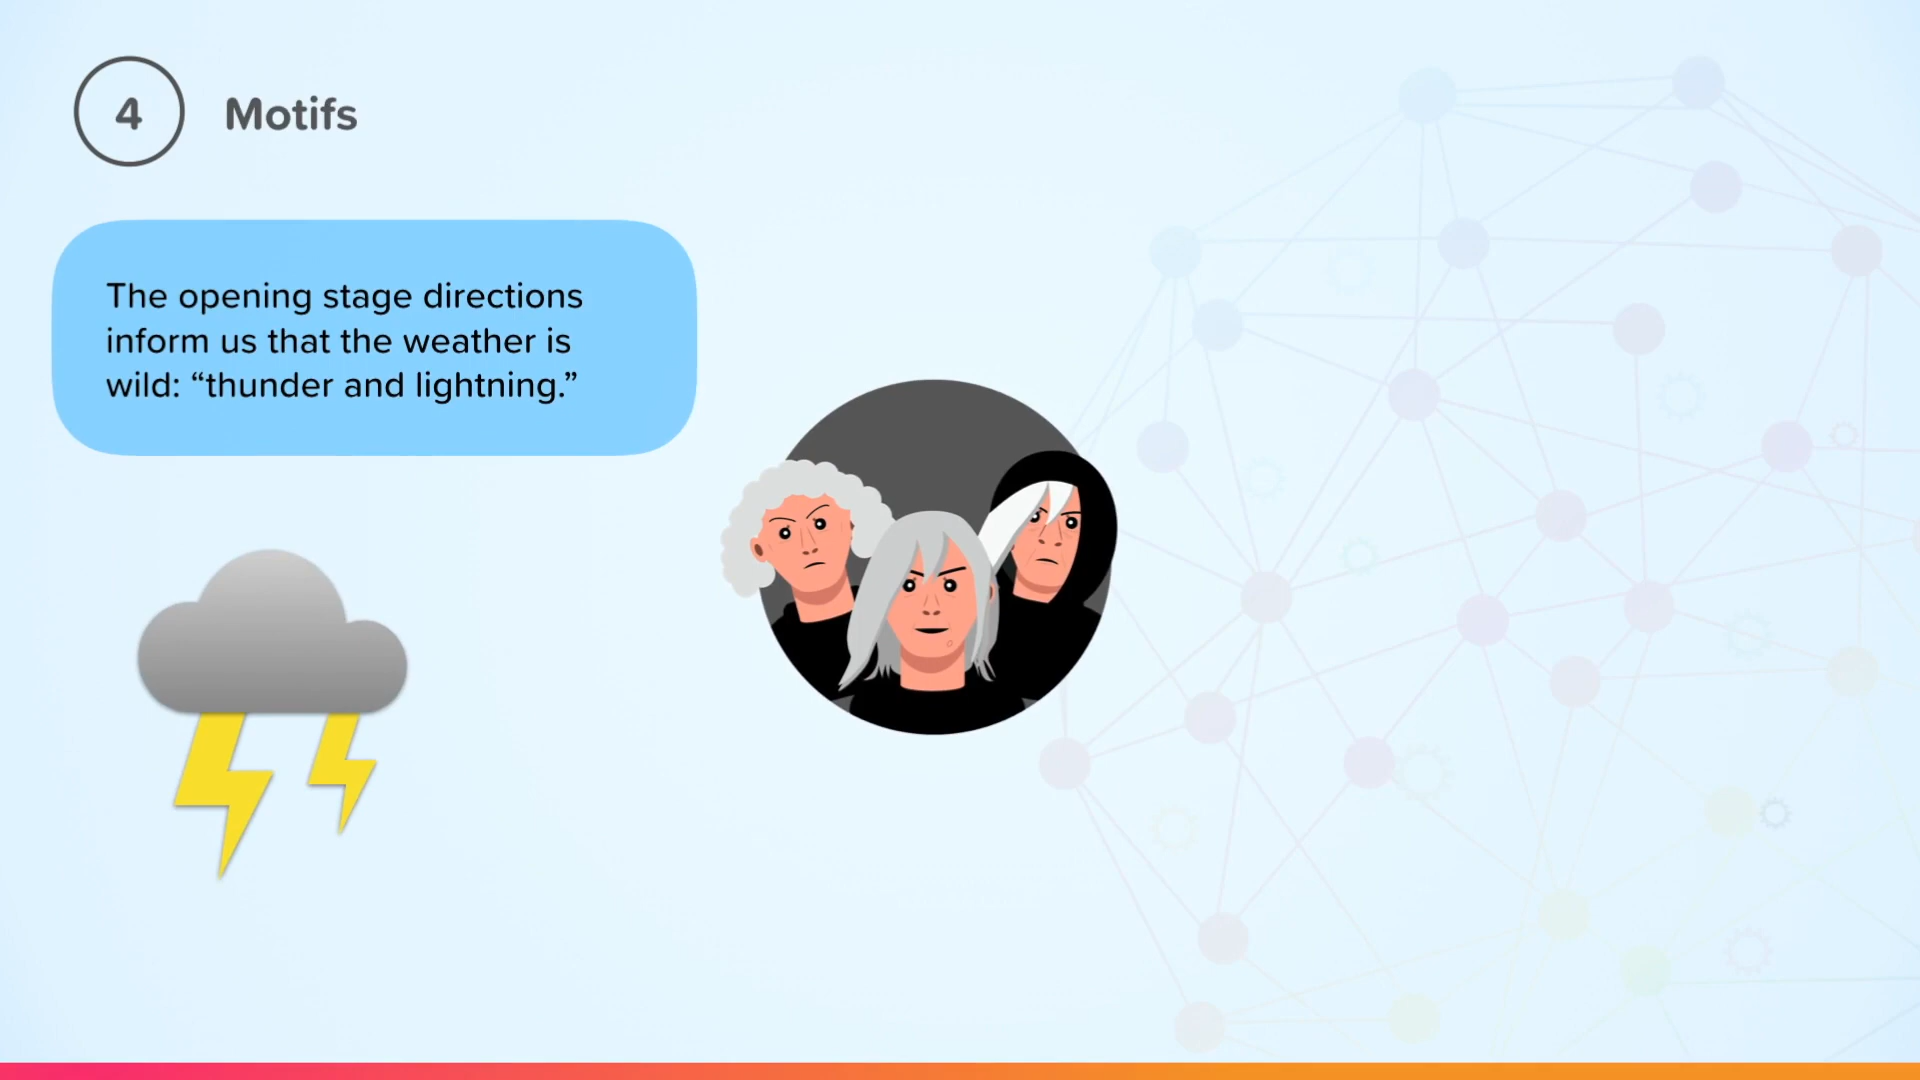 4
Motifs
The opening stage directions
inform us that the weather is
wild: “thunder and lightning.”